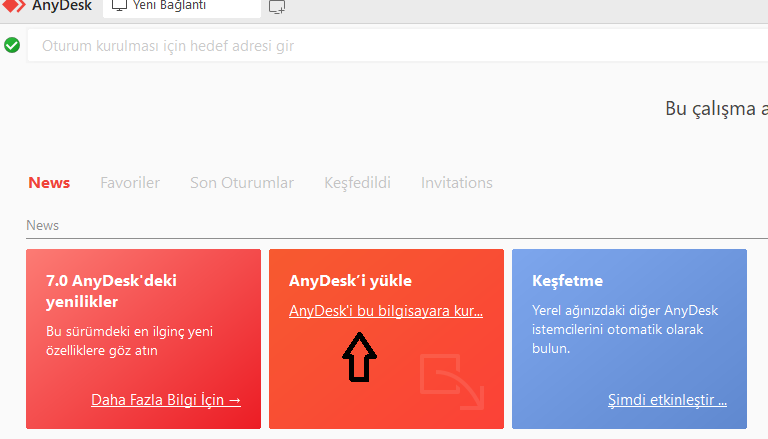 AnyDesk
Yeni Bağlantı
Oturum kurulması için hedef adresi gir
Bu çalışma a
News
Favoriler
Son Oturumlar
Keşfedildi
Invitations
News
7.0 AnyDesk'deki
yenilikler
Bu sürümdeki en ilginç yeni
özelliklere göz atın
Daha Fazla Bilgi İçin →
AnyDesk’i yükle
AnyDesk'i bu bilgisayara kur...
Keşfetme
Yerel ağınızdaki diğer AnyDesk
istemcilerini otomatik olarak
bulun.
Şimdi etkinleştir ...